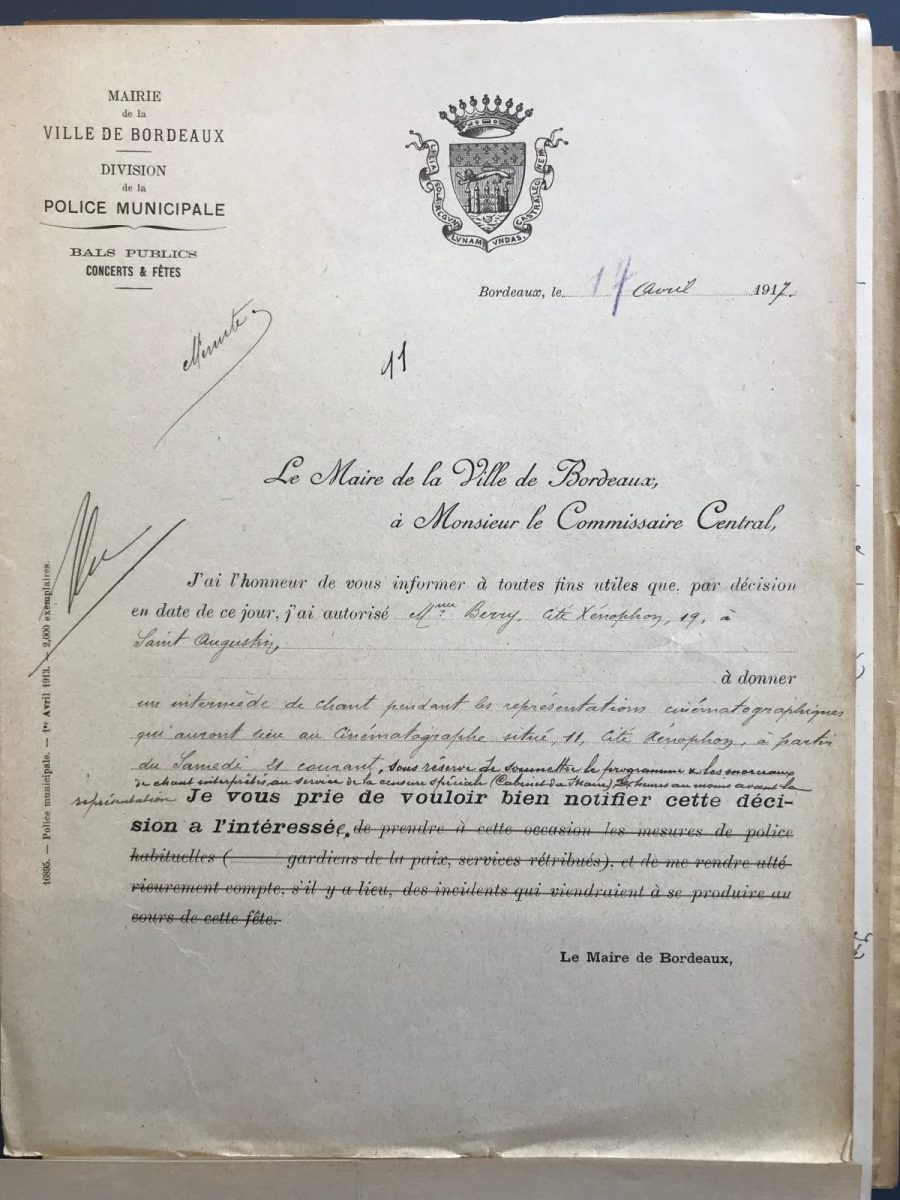 MAIRIE
de la
VILLE DE BORDEAUX
DIVISION
de la
POLICE MUNICIPALE
BALS PUBLICS
CONCERTS & FÊTES
LVNAM VNDAS CASTRA LEO
Bordeaux, le 17 Avril 1917.
Minute
11
Le Maire de la Ville de Bordeaux,
à Monsieur le Commissaire Central,
J'ai l'honneur de vous informer à toutes fins utiles que, par décision
en date de ce jour, j'ai autorisé Mme Berry, Cité Xénophon, 19, à
Saint Augustin,
à donner
un intermède de chant pendant les représentations cinématographiques
qui auront lieu au Cinématographe situé, 11, Cité Xénophon, à partir
du Samedi 21 courant, sous réserve de soumettre le programme & les morceaux
de chant interprétés, au service de la censure spéciale (Cabinet du Maire) heures au moins avant la
représentation Je vous prie de vouloir bien notifier cette déci-
sion a l'intéressée, de prendre à cette occasion les mesures de police
habituelles ( gardiens de la paix, services rétribués), et de me rendre ulté-
rieurement compte, s'il y a lieu, des incidents qui viendraient à se produire au
cours de cette fête.
Le Maire de Bordeaux,
16895. — Police municipale. — 1er Avril 1913. — 2,000 exemplaires.